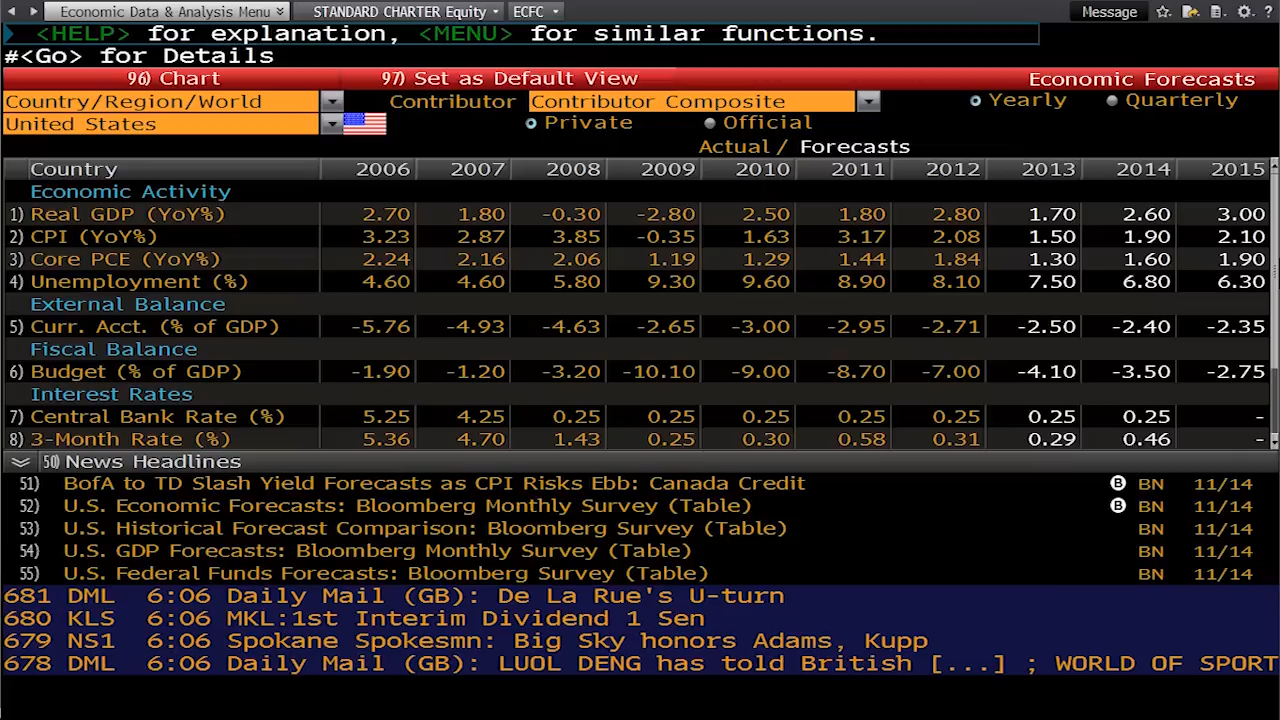 Economic Data & Analysis Menu STANDARD CHARTER Equity ECFC Message ?
<HELP> for explanation, <MENU> for similar functions.
#<Go> for Details
96) Chart 97) Set as Default View Economic Forecasts
Country/Region/World Contributor Contributor Composite Yearly Quarterly
United States Private Official
Actual / Forecasts
Country 2006 2007 2008 2009 2010 2011 2012 2013 2014 2015
Economic Activity
1) Real GDP (YoY%) 2.70 1.80 -0.30 -2.80 2.50 1.80 2.80 1.70 2.60 3.00
2) CPI (YoY%) 3.23 2.87 3.85 -0.35 1.63 3.17 2.08 1.50 1.90 2.10
3) Core PCE (YoY%) 2.24 2.16 2.06 1.19 1.29 1.44 1.84 1.30 1.60 1.90
4) Unemployment (%) 4.60 4.60 5.80 9.30 9.60 8.90 8.10 7.50 6.80 6.30
External Balance
5) Curr. Acct. (% of GDP) -5.76 -4.93 -4.63 -2.65 -3.00 -2.95 -2.71 -2.50 -2.40 -2.35
Fiscal Balance
6) Budget (% of GDP) -1.90 -1.20 -3.20 -10.10 -9.00 -8.70 -7.00 -4.10 -3.50 -2.75
Interest Rates
7) Central Bank Rate (%) 5.25 4.25 0.25 0.25 0.25 0.25 0.25 0.25 0.25 -
8) 3-Month Rate (%) 5.36 4.70 1.43 0.25 0.30 0.58 0.31 0.29 0.46 -
50) News Headlines
51) BofA to TD Slash Yield Forecasts as CPI Risks Ebb: Canada Credit B BN 11/14
52) U.S. Economic Forecasts: Bloomberg Monthly Survey (Table) B BN 11/14
53) U.S. Historical Forecast Comparison: Bloomberg Survey (Table) BN 11/14
54) U.S. GDP Forecasts: Bloomberg Monthly Survey (Table) BN 11/14
55) U.S. Federal Funds Forecasts: Bloomberg Survey (Table) BN 11/14
681 DML 6:06 Daily Mail (GB): De La Rue's U-turn
680 KLS 6:06 MKL:1st Interim Dividend 1 Sen
679 NS1 6:06 Spokane Spokesmn: Big Sky honors Adams, Kupp
678 DML 6:06 Daily Mail (GB): LUOL DENG has told British [...] ; WORLD OF SPORT